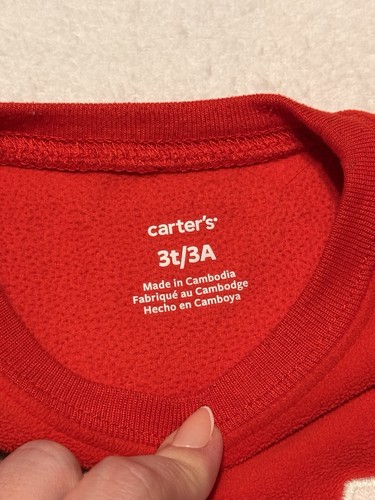 carter's
3t/3A
Made in Cambodia
Fabriqué au Cambodge
Hecho en Camboya